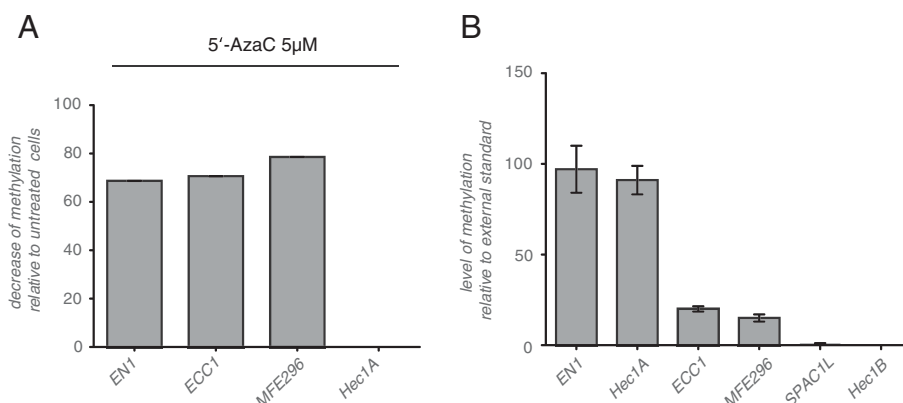 A
5′-AzaC 5μM
decrease of methylation
relative to untreated cells
100
80
60
40
20
0
EN1
ECC1
MFE296
Hec1A
B
level of methylation
relative to external standard
150
100
50
0
EN1
Hec1A
ECC1
MFE296
SPAC1L
Hec1B